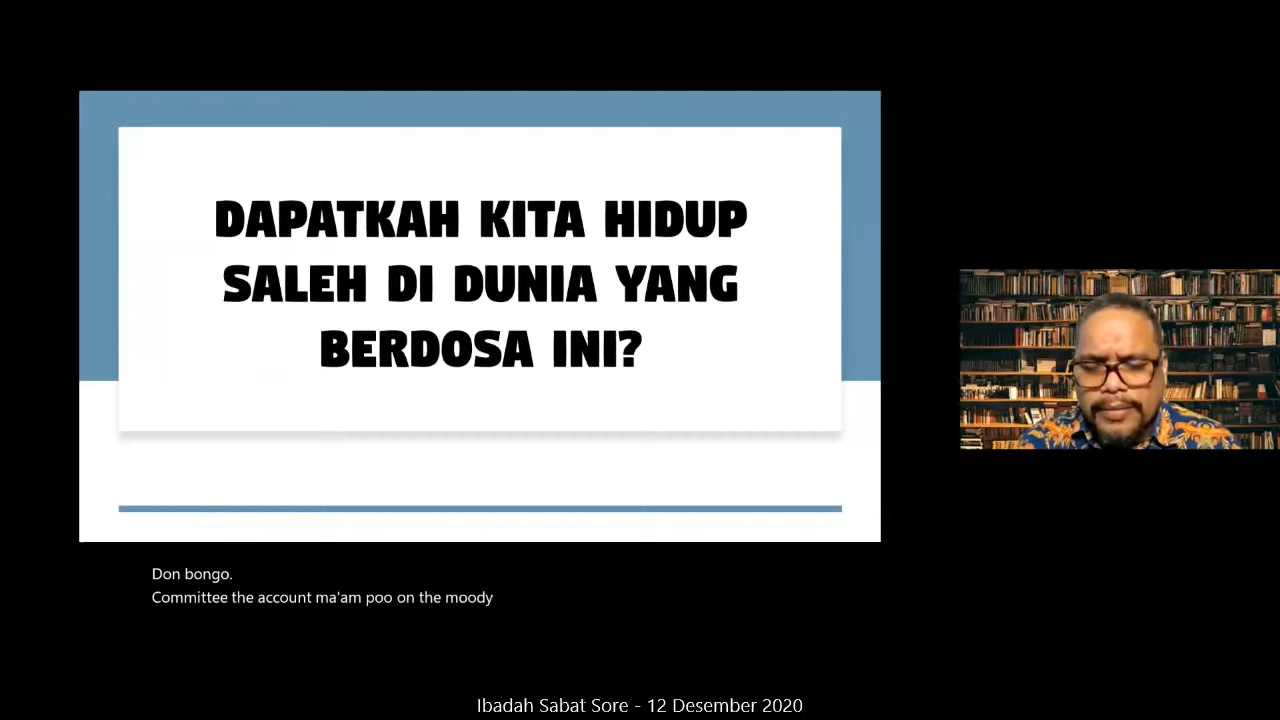 DAPATKAH KITA HIDUP
SALEH DI DUNIA YANG
BERDOSA INI?
Don bongo.
Committee the account ma'am poo on the moody
Ibadah Sabat Sore - 12 Desember 2020